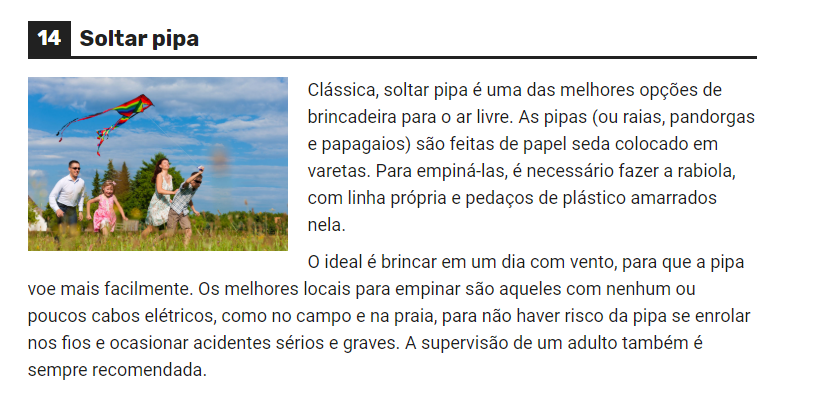 14 Soltar pipa
Clássica, soltar pipa é uma das melhores opções de
brincadeira para o ar livre. As pipas (ou raias, pandorgas
e papagaios) são feitas de papel seda colocado em
varetas. Para empiná-las, é necessário fazer a rabiola,
com linha própria e pedaços de plástico amarrados
nela.
O ideal é brincar em um dia com vento, para que a pipa
voe mais facilmente. Os melhores locais para empinar são aqueles com nenhum ou
poucos cabos elétricos, como no campo e na praia, para não haver risco da pipa se enrolar
nos fios e ocasionar acidentes sérios e graves. A supervisão de um adulto também é
sempre recomendada.